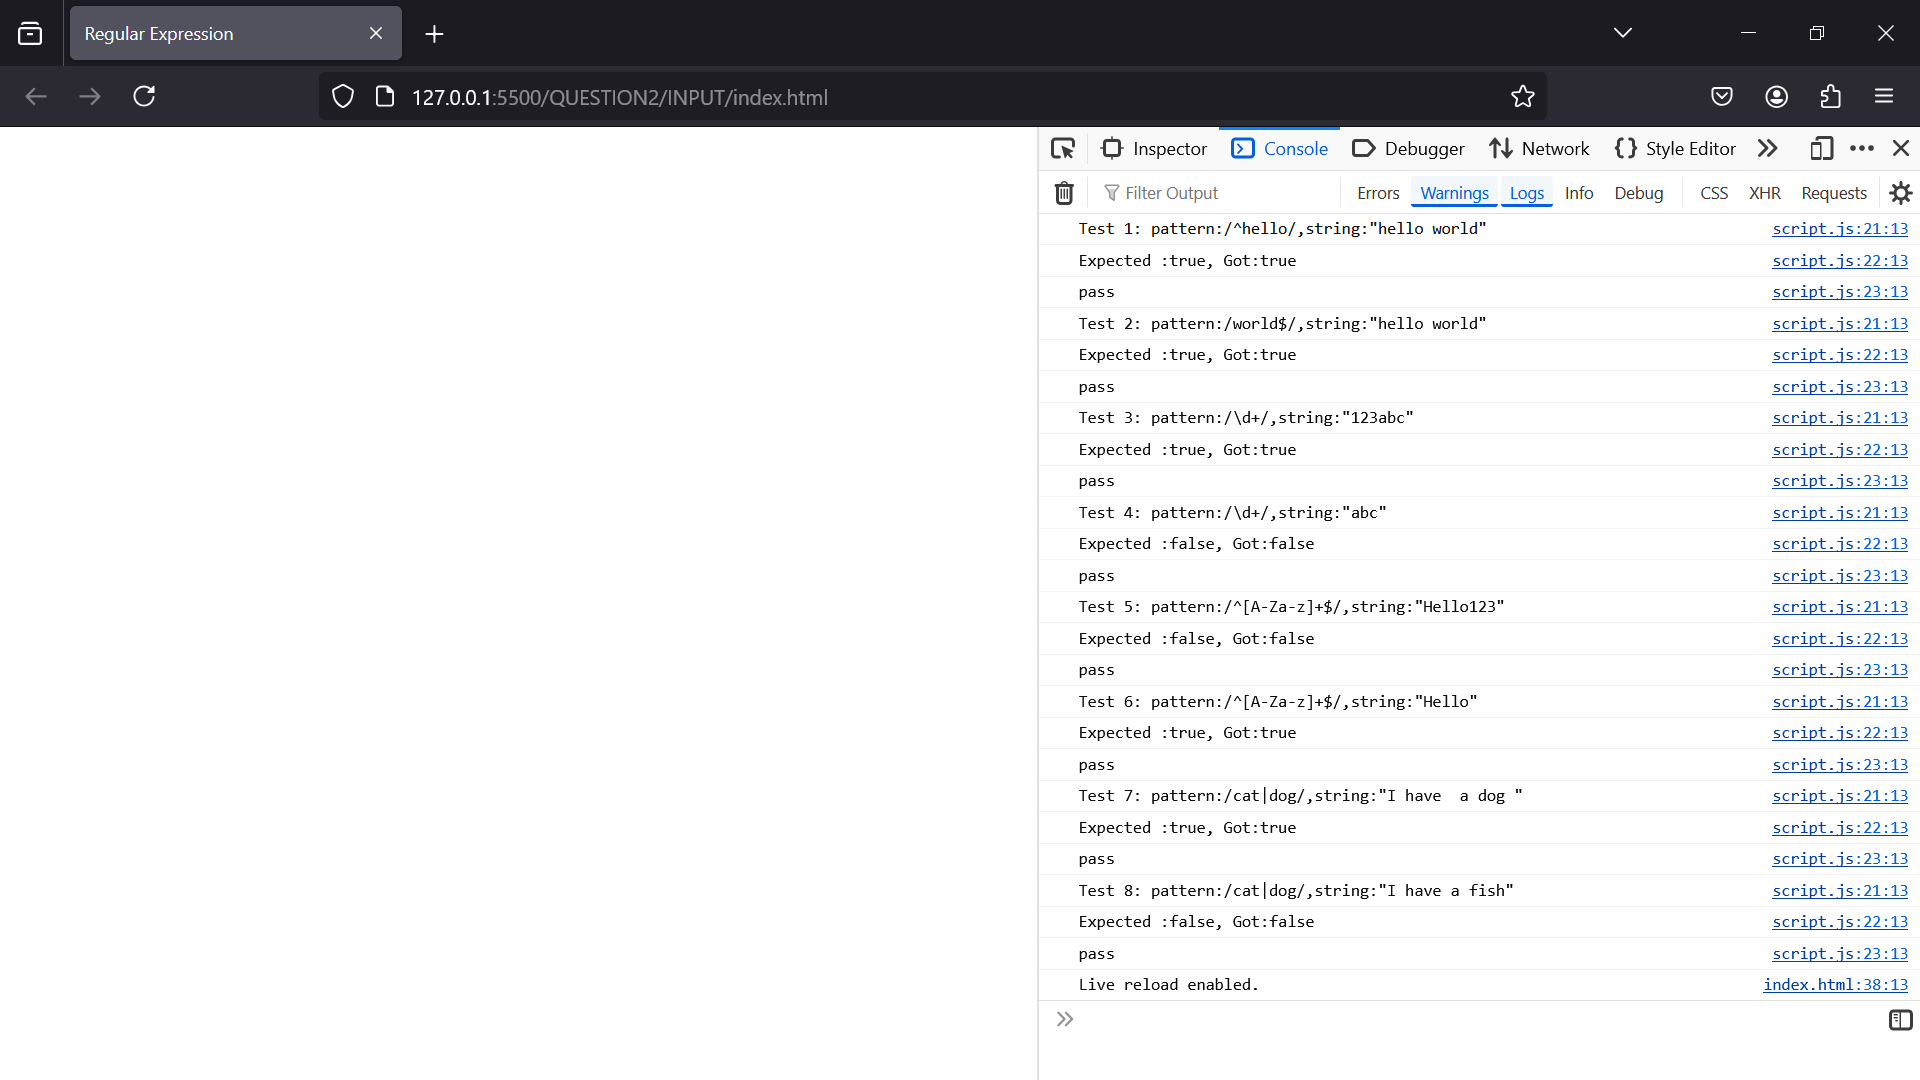 Regular Expression
127.0.0.1:5500/QUESTION2/INPUT/index.html
Inspector Console Debugger Network Style Editor
Filter Output Errors Warnings Logs Info Debug CSS XHR Requests
Test 1: pattern:/^hello/,string:"hello world" script.js:21:13
Expected :true, Got:true script.js:22:13
pass script.js:23:13
Test 2: pattern:/world$/,string:"hello world" script.js:21:13
Expected :true, Got:true script.js:22:13
pass script.js:23:13
Test 3: pattern:/\d+/,string:"123abc" script.js:21:13
Expected :true, Got:true script.js:22:13
pass script.js:23:13
Test 4: pattern:/\d+/,string:"abc" script.js:21:13
Expected :false, Got:false script.js:22:13
pass script.js:23:13
Test 5: pattern:/^[A-Za-z]+$/,string:"Hello123" script.js:21:13
Expected :false, Got:false script.js:22:13
pass script.js:23:13
Test 6: pattern:/^[A-Za-z]+$/,string:"Hello" script.js:21:13
Expected :true, Got:true script.js:22:13
pass script.js:23:13
Test 7: pattern:/cat|dog/,string:"I have  a dog " script.js:21:13
Expected :true, Got:true script.js:22:13
pass script.js:23:13
Test 8: pattern:/cat|dog/,string:"I have a fish" script.js:21:13
Expected :false, Got:false script.js:22:13
pass script.js:23:13
Live reload enabled. index.html:38:13